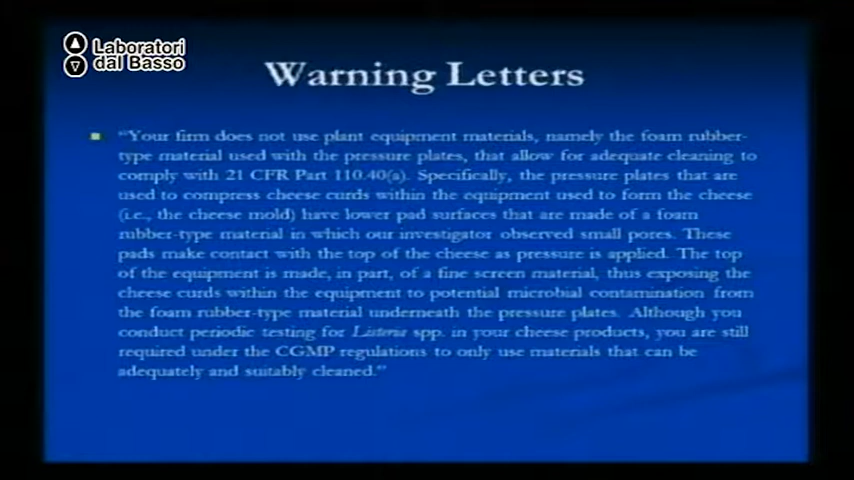 Laboratori
dal Basso
Warning Letters
"Your firm does not use plant equipment materials, namely the foam rubber-
type material used with the pressure plates, that allow for adequate cleaning to
comply with 21 CFR Part 110.40(a). Specifically, the pressure plates that are
used to compress cheese curds within the equipment used to form the cheese
(i.e., the cheese mold) have lower pad surfaces that are made of a foam
rubber-type material in which our investigator observed small pores. These
pads make contact with the top of the cheese as pressure is applied. The top
of the equipment is made, in part, of a fine screen material, thus exposing the
cheese curds within the equipment to potential microbial contamination from
the foam rubber-type material underneath the pressure plates. Although you
conduct periodic testing for Listeria spp. in your cheese products, you are still
required under the CGMP regulations to only use materials that can be
adequately and suitably cleaned."